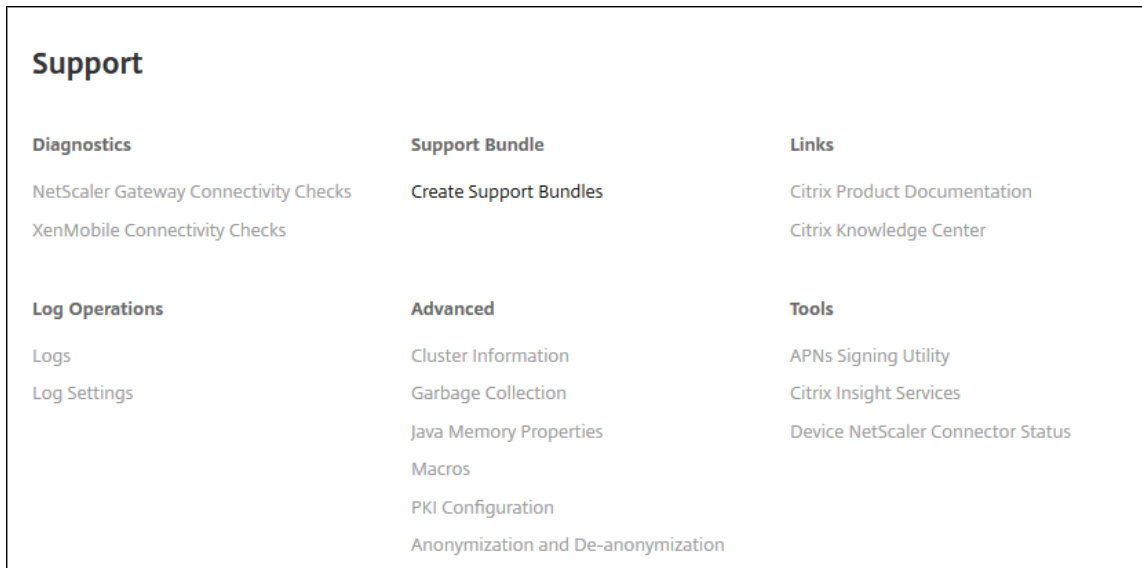 Support
Diagnostics
NetScaler Gateway Connectivity Checks
XenMobile Connectivity Checks
Support Bundle
Create Support Bundles
Links
Citrix Product Documentation
Citrix Knowledge Center
Log Operations
Logs
Log Settings
Advanced
Cluster Information
Garbage Collection
Java Memory Properties
Macros
PKI Configuration
Anonymization and De-anonymization
Tools
APNs Signing Utility
Citrix Insight Services
Device NetScaler Connector Status